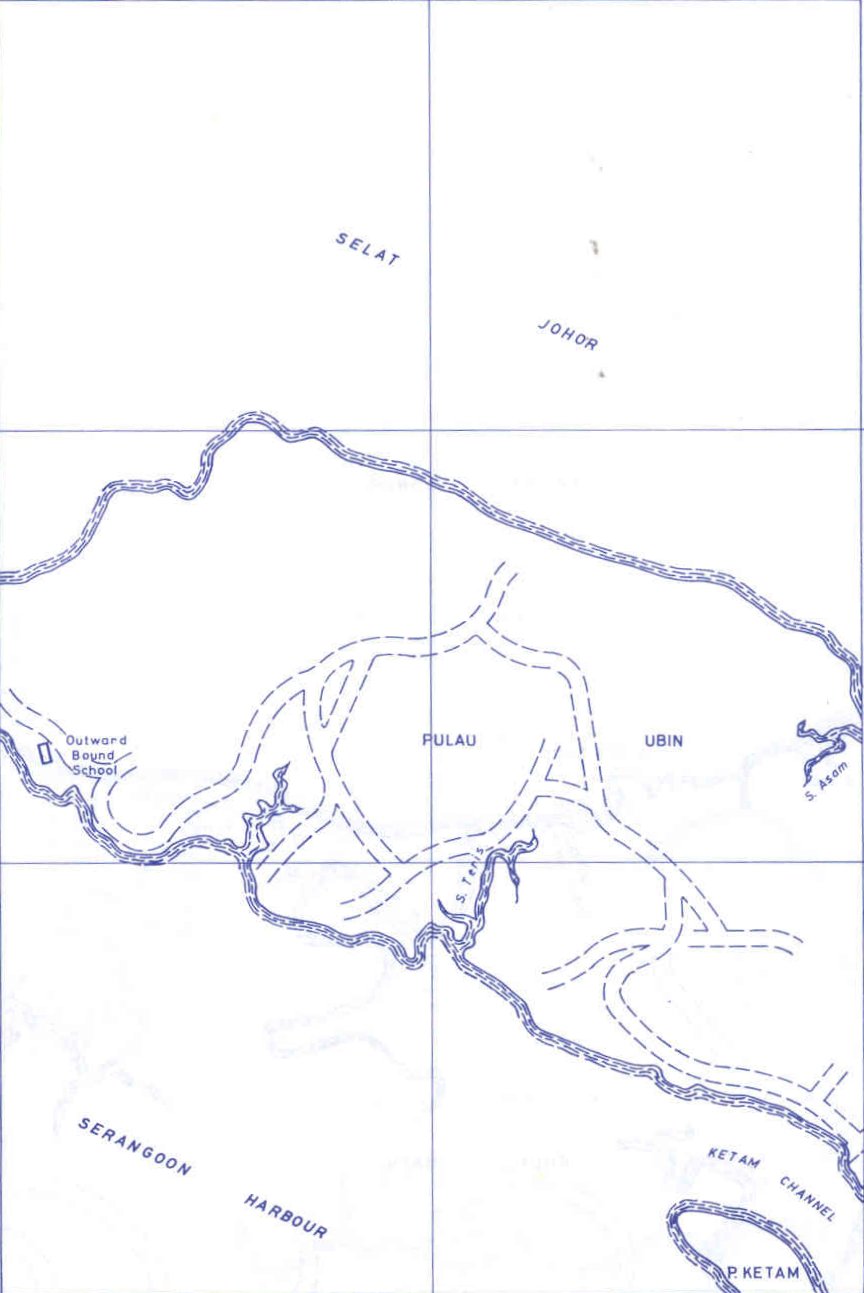 SELAT
JOHOR
Outward
Bound
School
PULAU
UBIN
S. Asam
S. Tenis
SERANGOON
HARBOUR
KETAM
CHANNEL
P. KETAM